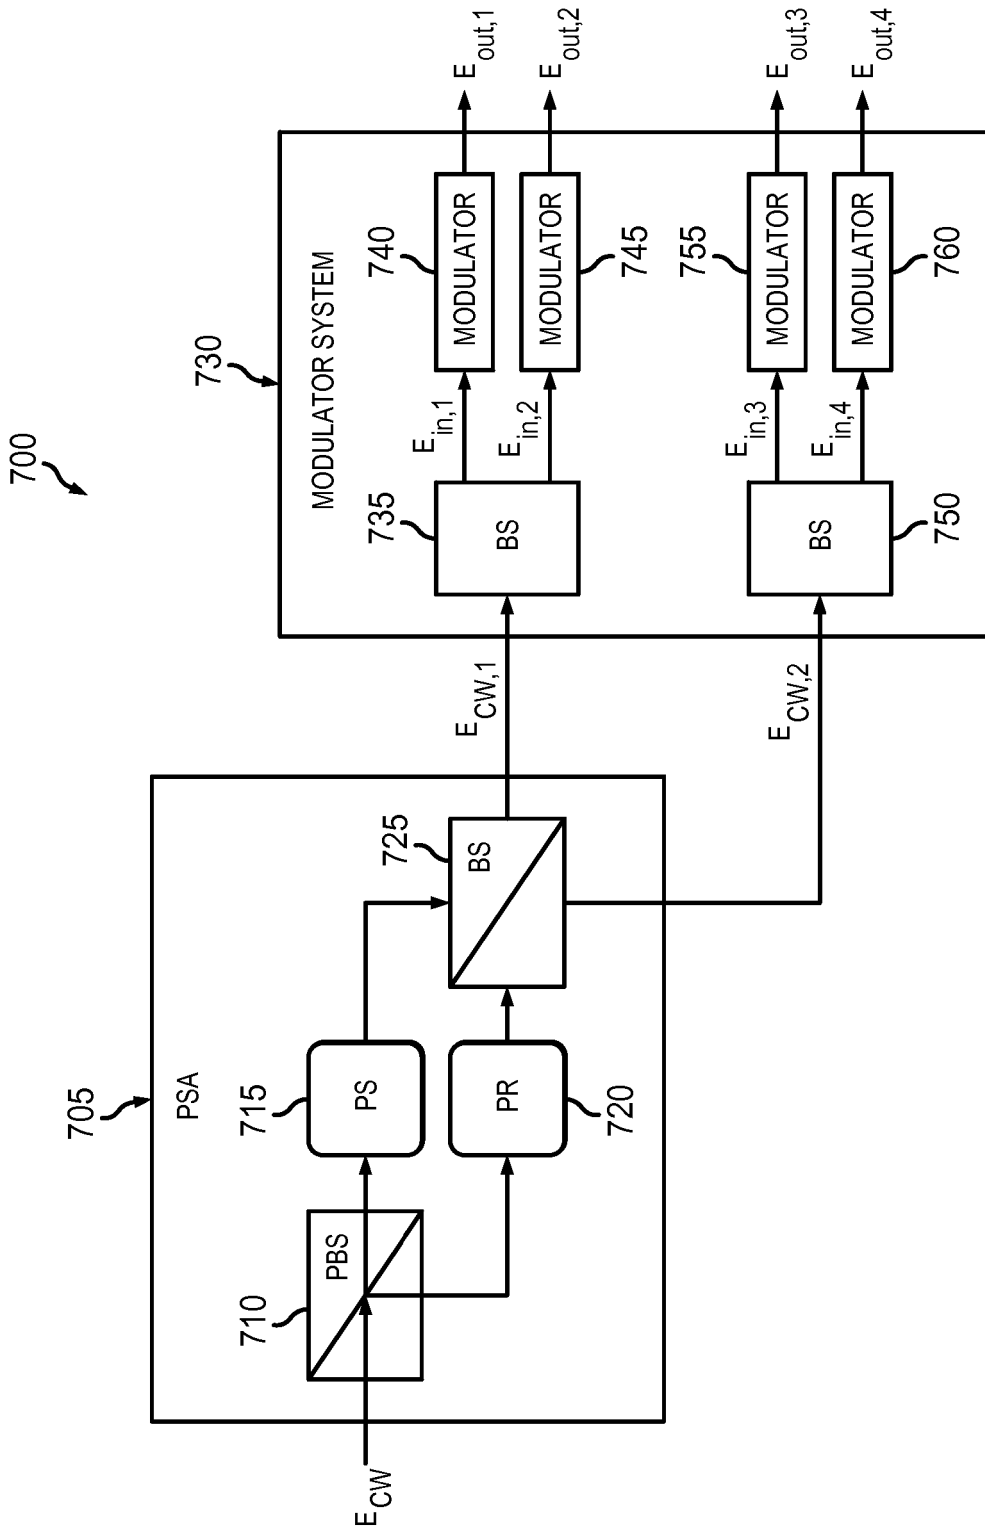 700
705
PSA
E_CW
710
PBS
715
PS
720
PR
725
BS
E_CW,1
E_CW,2
730
MODULATOR SYSTEM
735
BS
E_in,1
E_in,2
740
MODULATOR
MODULATOR
745
E_out,1
E_out,2
BS
750
E_in,3
E_in,4
755
MODULATOR
MODULATOR
760
E_out,3
E_out,4